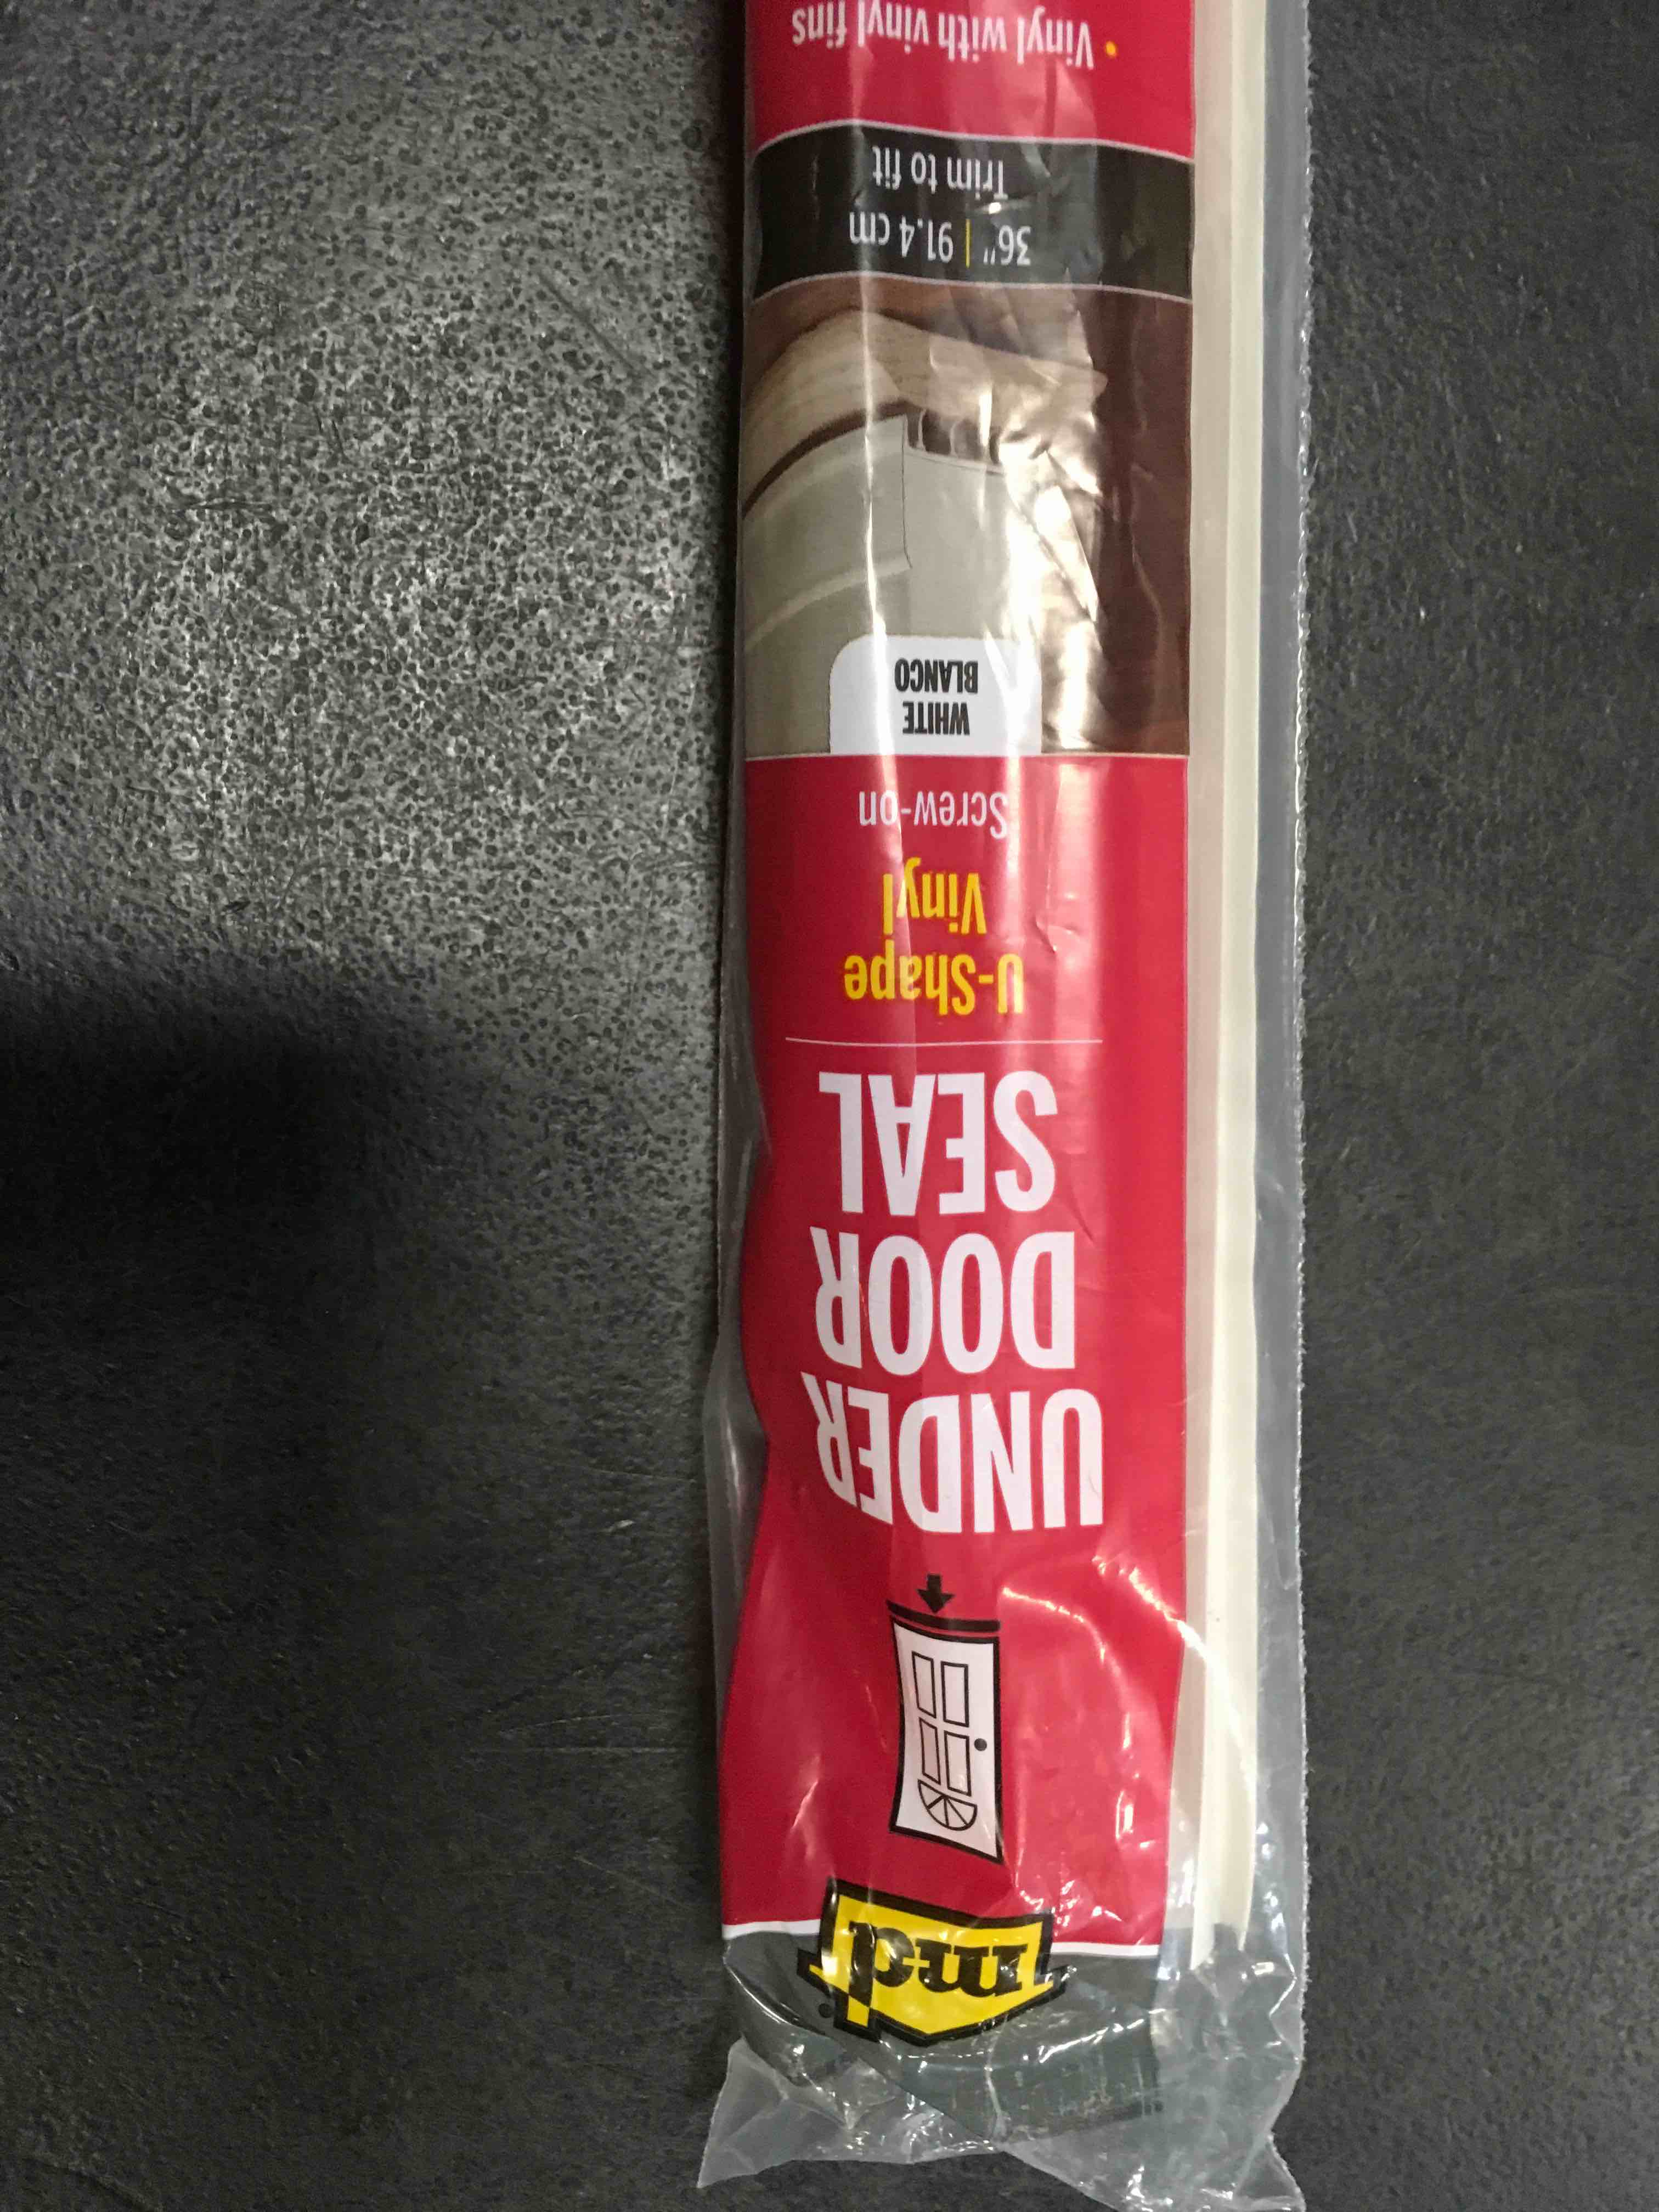 m-d
UNDER
DOOR
SEAL
U-Shape
Vinyl
Screw-on
WHITE
BLANCO
36" | 91.4 cm
Trim to fit
• Vinyl with vinyl fins